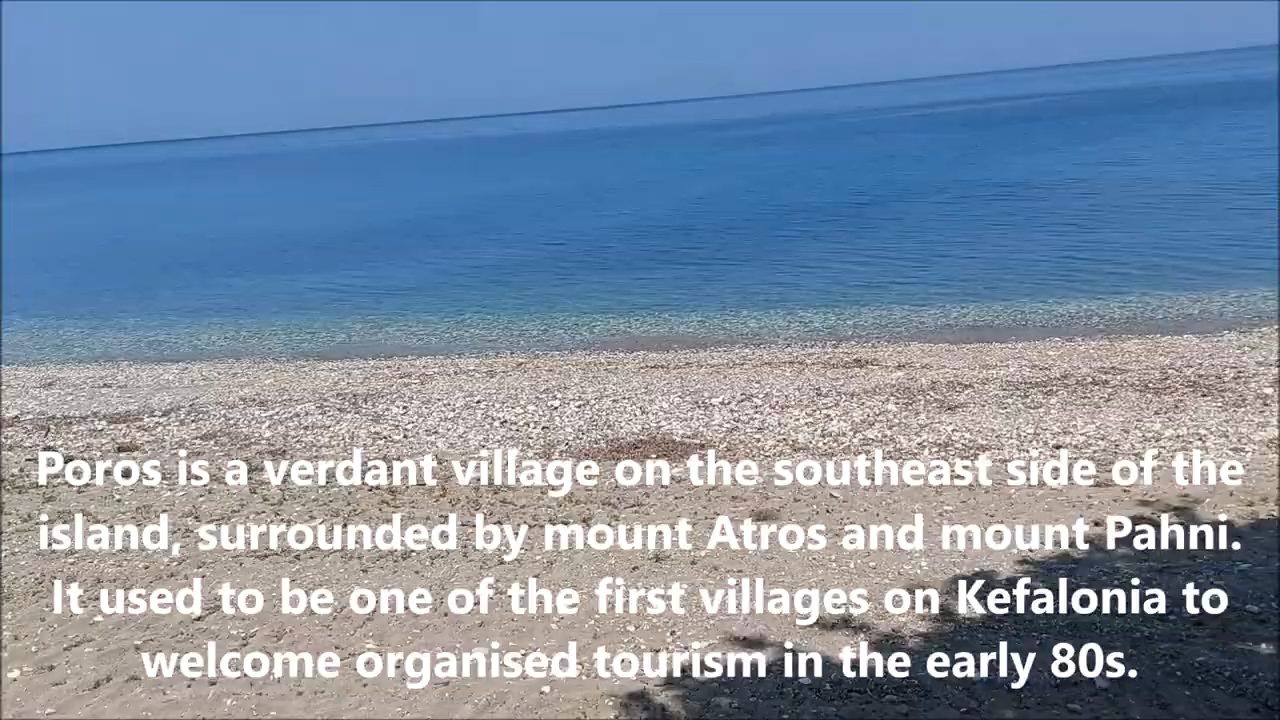 Poros is a verdant village on the southeast side of the
island, surrounded by mount Atros and mount Pahni.
It used to be one of the first villages on Kefalonia to
welcome organised tourism in the early 80s.